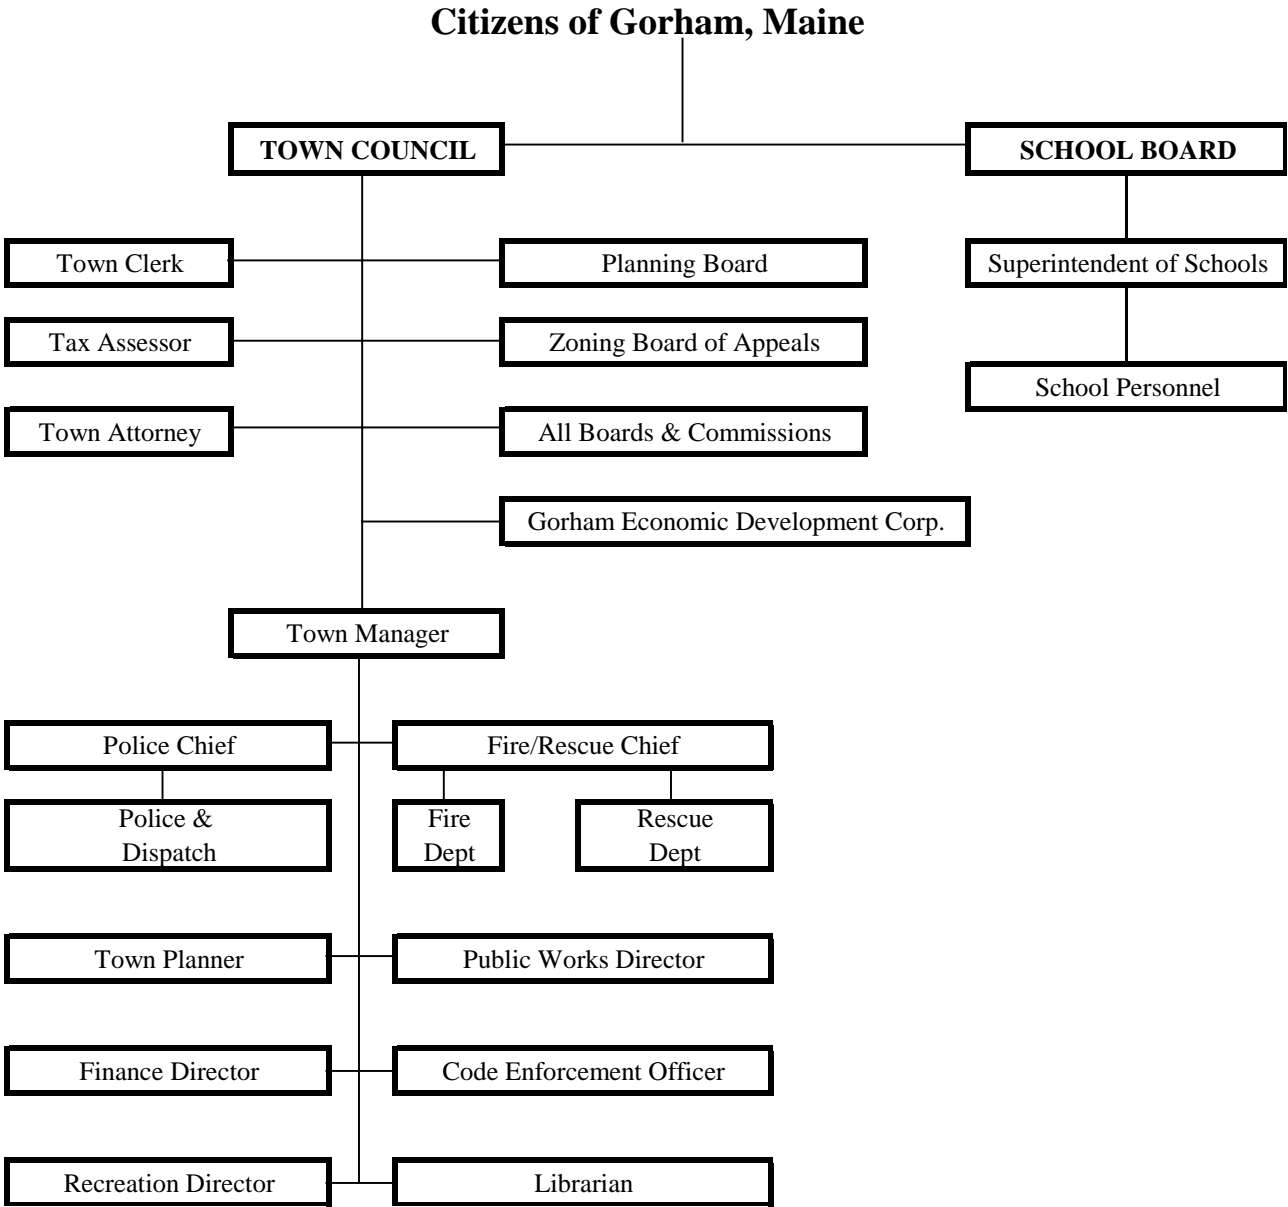 Citizens of Gorham, Maine
TOWN COUNCIL
SCHOOL BOARD
Town Clerk
Planning Board
Superintendent of Schools
Tax Assessor
Zoning Board of Appeals
School Personnel
Town Attorney
All Boards & Commissions
Gorham Economic Development Corp.
Town Manager
Police Chief
Fire/Rescue Chief
Police &
Dispatch
Fire
Dept
Rescue
Dept
Town Planner
Public Works Director
Finance Director
Code Enforcement Officer
Recreation Director
Librarian